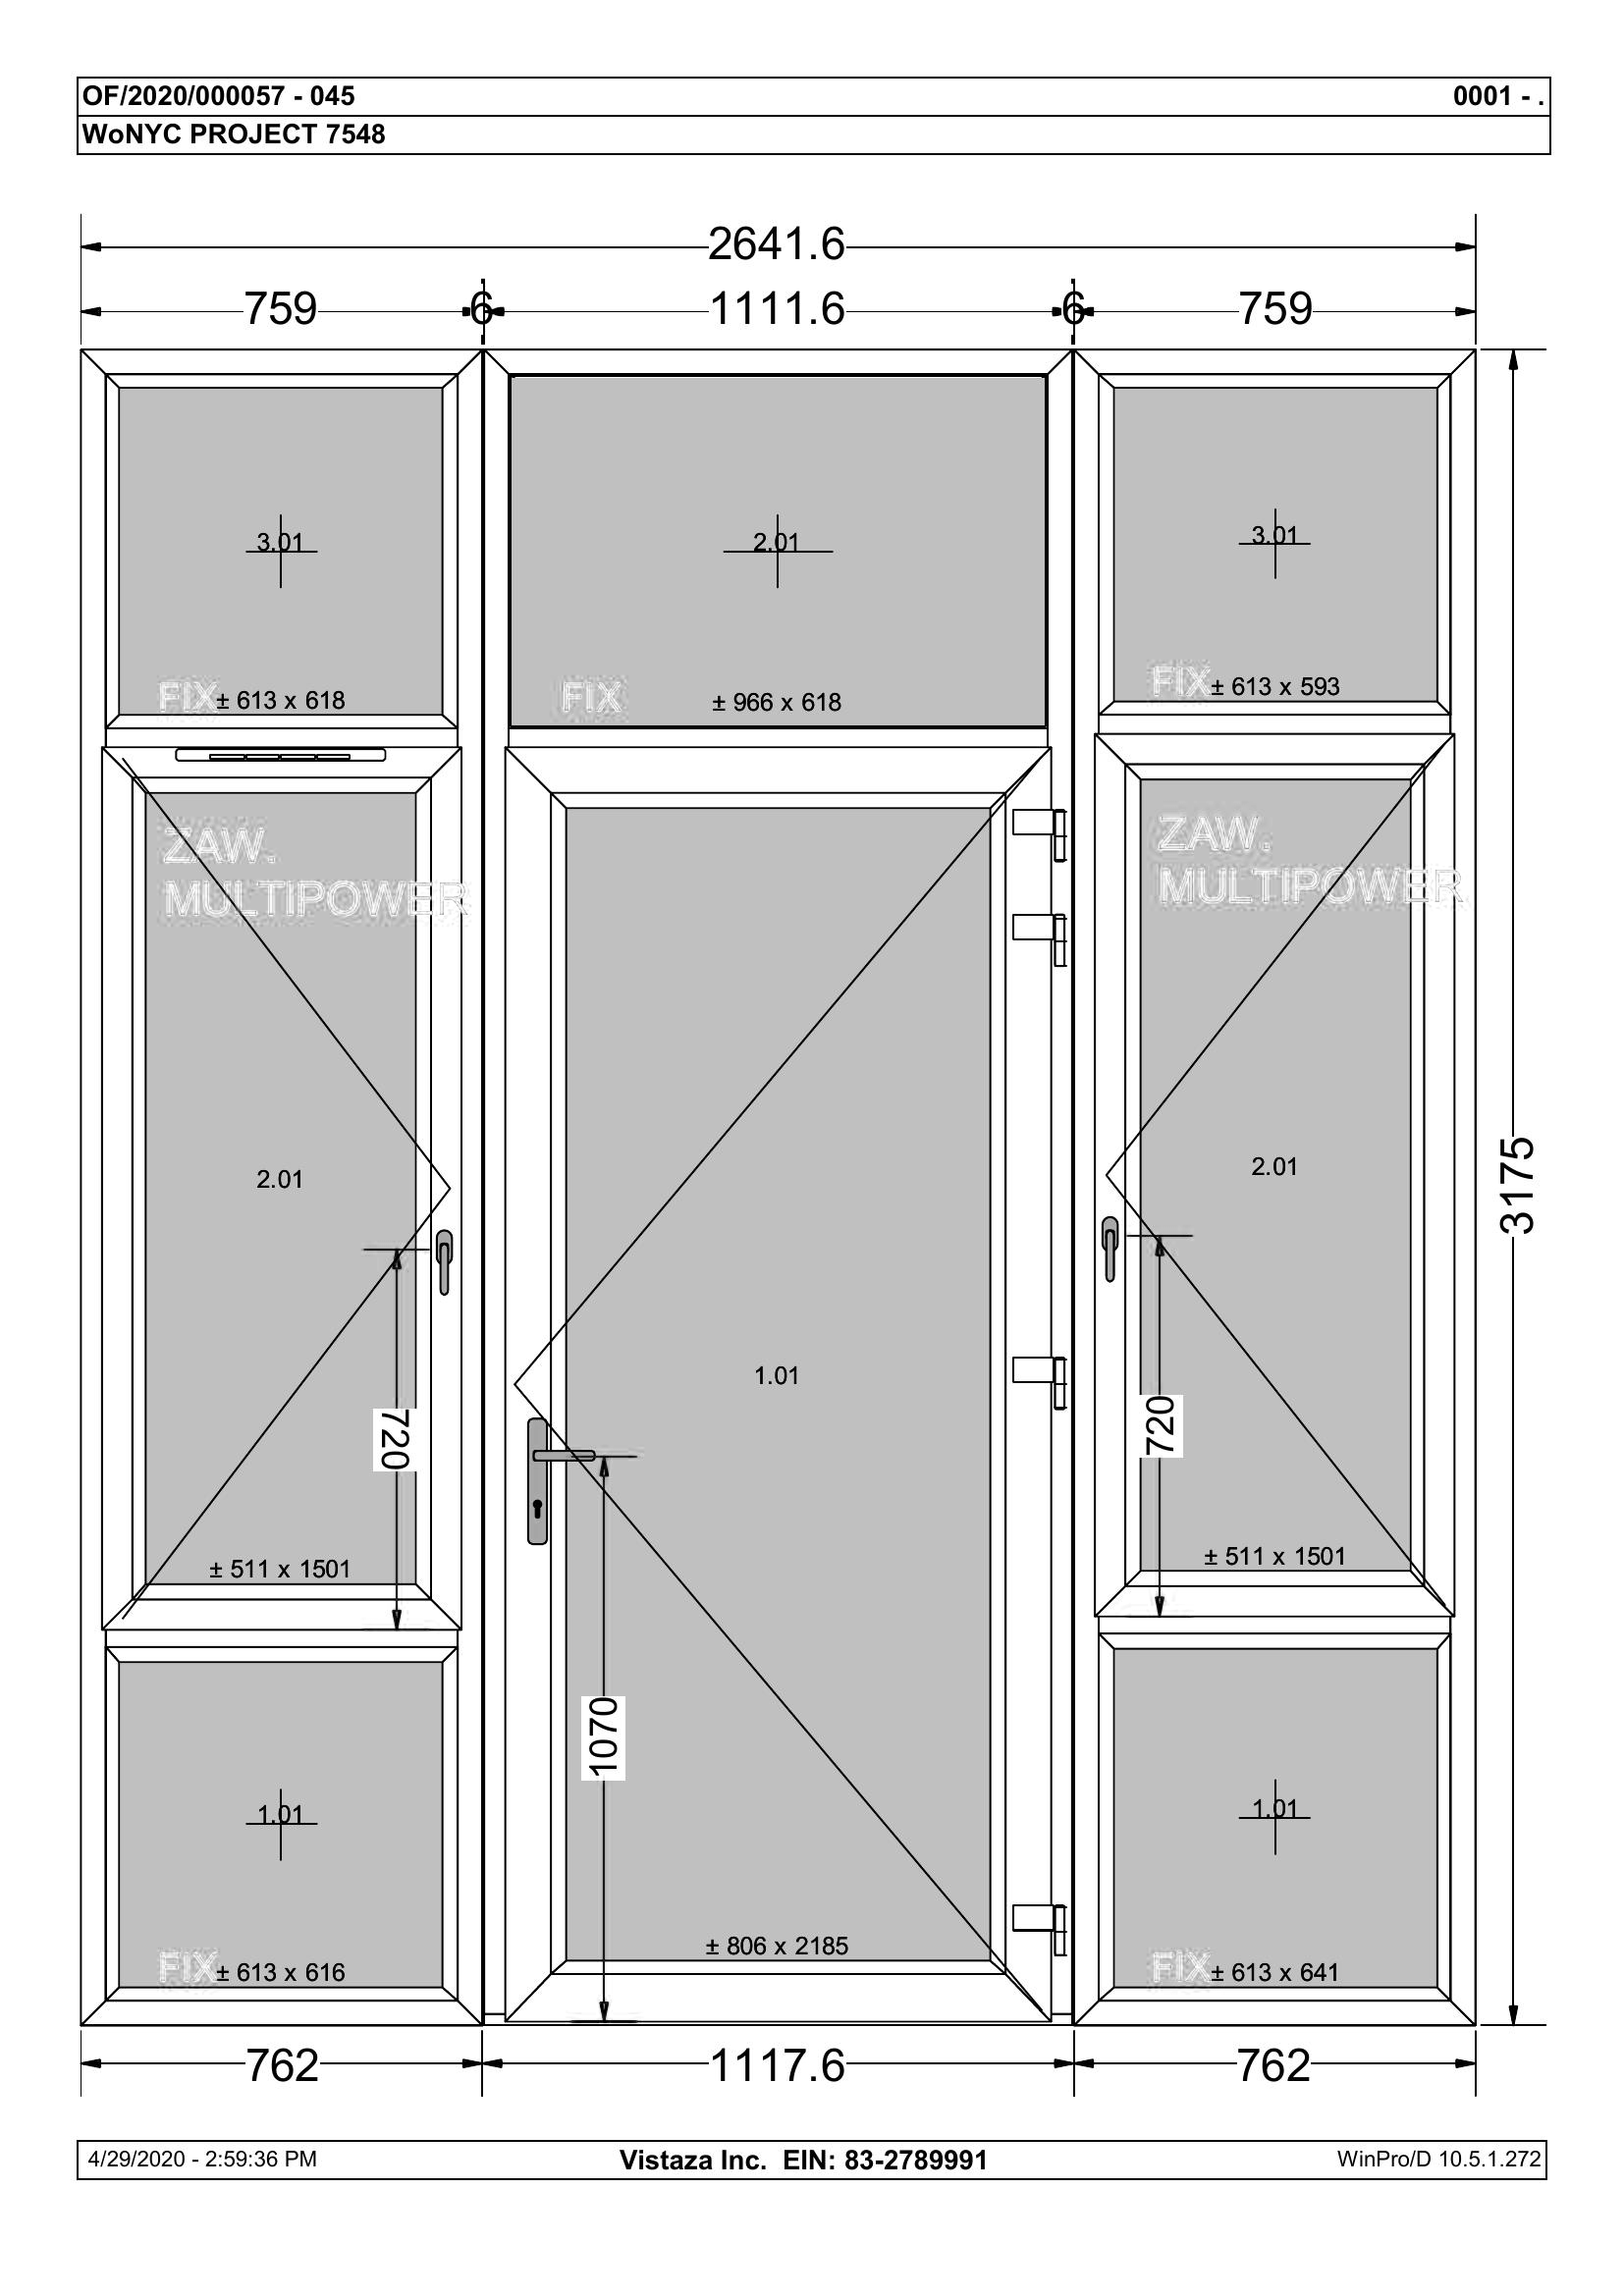 OF/2020/000057 - 045 0001 - .
WoNYC PROJECT 7548
2641.6
759 6 1111.6 6 759
3.01 2.01 3.01
FIX ± 613 x 618 FIX ± 966 x 618 FIX ± 613 x 593
ZAW. ZAW.
MULTIPOWER MULTIPOWER
2.01 2.01
3175
1.01
720 720
± 511 x 1501 ± 511 x 1501
1070
1.01 1.01
± 806 x 2185
FIX ± 613 x 616 FIX ± 613 x 641
762 1117.6 762
4/29/2020 - 2:59:36 PM Vistaza Inc. EIN: 83-2789991 WinPro/D 10.5.1.272